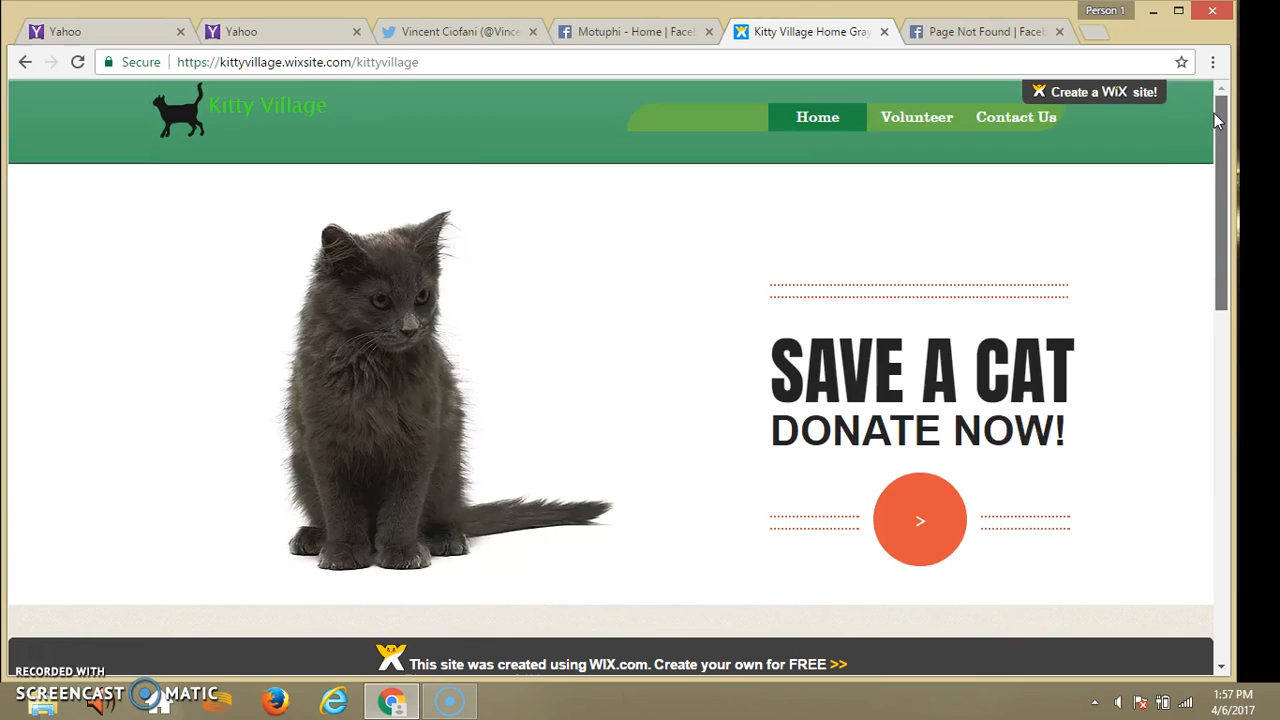 Person 1
Yahoo
Yahoo
Vincent Ciofani (@Vince
Motuphi - Home | Facel
Kitty Village Home Gray
Page Not Found | Faceb
Secure https://kittyvillage.wixsite.com/kittyvillage
Create a WiX site!
Kitty Village
Home
Volunteer
Contact Us
SAVE A CAT
DONATE NOW!
>
This site was created using WIX.com. Create your own for FREE >>
RECORDED WITH
SCREENCAST MATIC
1:57 PM
4/6/2017